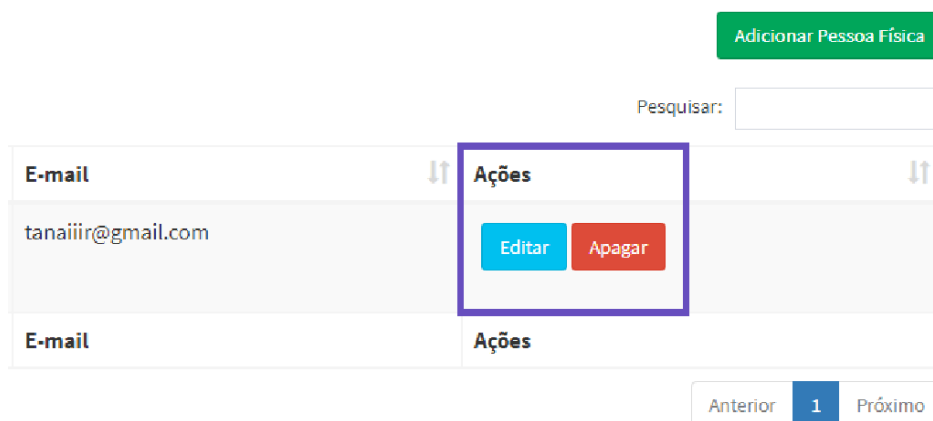 Adicionar Pessoa Física
Pesquisar:
E-mail Ações
tanaiiir@gmail.com Editar Apagar
E-mail Ações
Anterior 1 Próximo